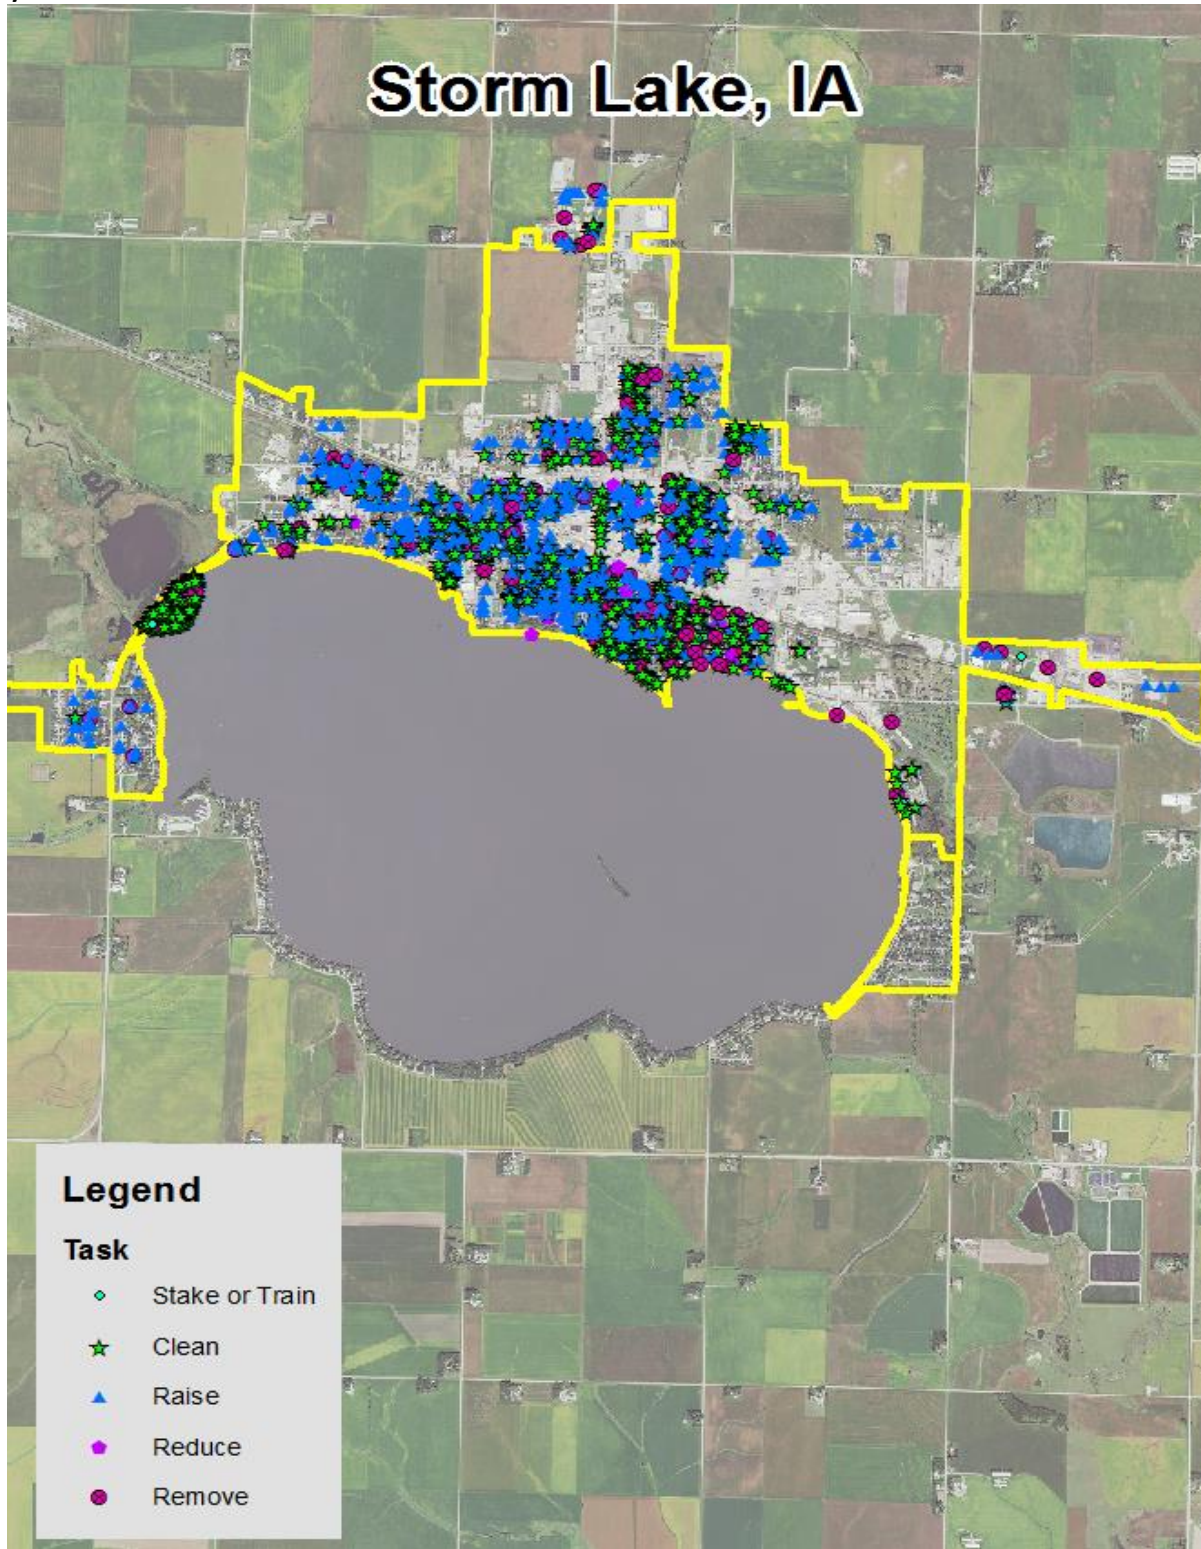 Storm Lake, IA
Legend
Task
Stake or Train
Clean
Raise
Reduce
Remove